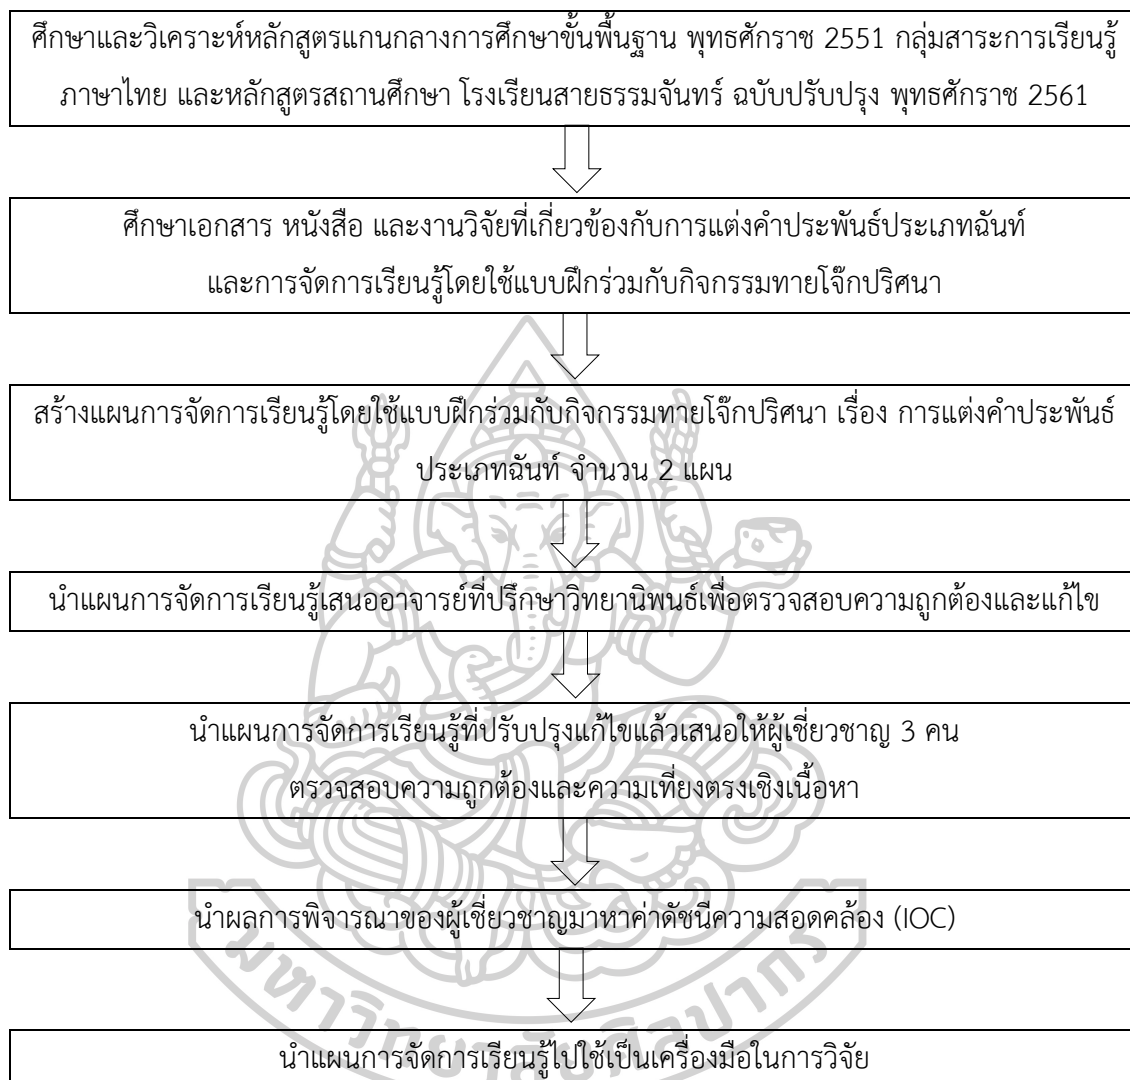 ศึกษาและวิเคราะห์หลักสูตรแกนกลางการศึกษาขั้นพื้นฐาน พุทธศักราช 2551 กลุ่มสาระการเรียนรู้
ภาษาไทย และหลักสูตรสถานศึกษา โรงเรียนสายธรรมจันทร์ ฉบับปรับปรุง พุทธศักราช 2561
ศึกษาเอกสาร หนังสือ และงานวิจัยที่เกี่ยวข้องกับการแต่งคำประพันธ์ประเภทฉันท์
และการจัดการเรียนรู้โดยใช้แบบฝึกร่วมกับกิจกรรมทายโจ๊กปริศนา
สร้างแผนการจัดการเรียนรู้โดยใช้แบบฝึกร่วมกับกิจกรรมทายโจ๊กปริศนา เรื่อง การแต่งคำประพันธ์
ประเภทฉันท์ จำนวน 2 แผน
นำแผนการจัดการเรียนรู้เสนออาจารย์ที่ปรึกษาวิทยานิพนธ์เพื่อตรวจสอบความถูกต้องและแก้ไข
นำแผนการจัดการเรียนรู้ที่ปรับปรุงแก้ไขแล้วเสนอให้ผู้เชี่ยวชาญ 3 คน
ตรวจสอบความถูกต้องและความเที่ยงตรงเชิงเนื้อหา
นำผลการพิจารณาของผู้เชี่ยวชาญมาหาค่าดัชนีความสอดคล้อง (IOC)
มหาวิทยาลัยศิลปากร
นำแผนการจัดการเรียนรู้ไปใช้เป็นเครื่องมือในการวิจัย